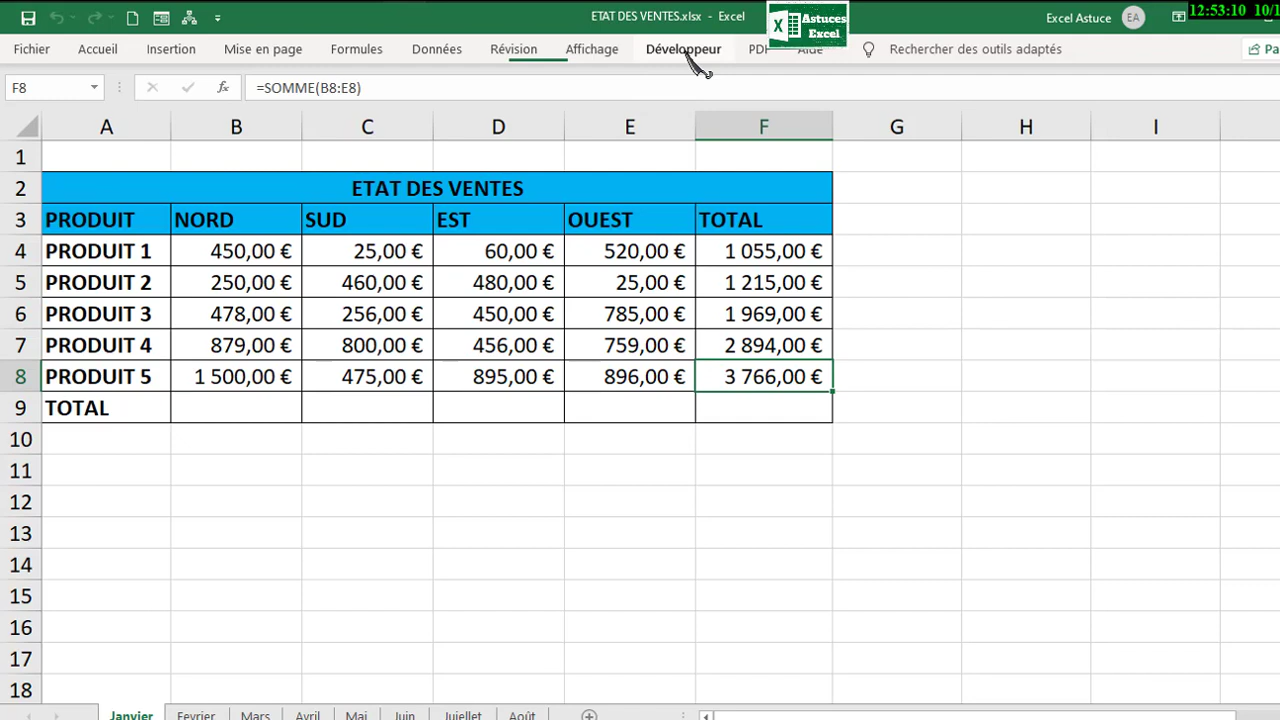 ETAT DES VENTES.xlsx - Excel
Astuces Excel
Excel Astuce EA
12:53:10 10/1
Fichier Accueil Insertion Mise en page Formules Données Révision Affichage Développeur PDF Aide Rechercher des outils adaptés Pa
F8 fx =SOMME(B8:E8)
A B C D E F G H I
1
2 ETAT DES VENTES
3 PRODUIT NORD SUD EST OUEST TOTAL
4 PRODUIT 1 450,00 € 25,00 € 60,00 € 520,00 € 1 055,00 €
5 PRODUIT 2 250,00 € 460,00 € 480,00 € 25,00 € 1 215,00 €
6 PRODUIT 3 478,00 € 256,00 € 450,00 € 785,00 € 1 969,00 €
7 PRODUIT 4 879,00 € 800,00 € 456,00 € 759,00 € 2 894,00 €
8 PRODUIT 5 1 500,00 € 475,00 € 895,00 € 896,00 € 3 766,00 €
9 TOTAL
10
11
12
13
14
15
16
17
18
Janvier Fevrier Mars Avril Mai Juin Juiellet Août